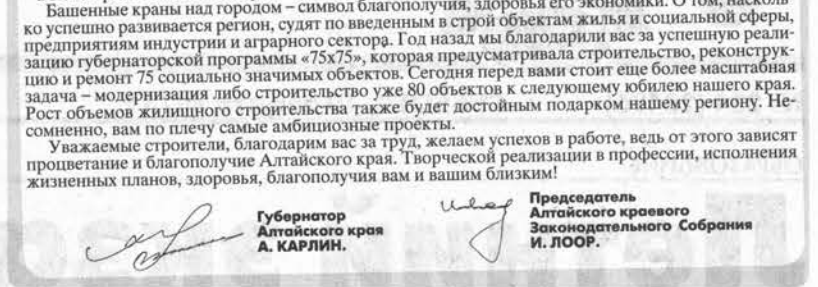 Башенные краны над городом – символ благополучия, здоровья его экономики. О том, насколь-
ко успешно развивается регион, судят по введенным в строй объектам жилья и социальной сферы,
предприятиям индустрии и аграрного сектора. Год назад мы благодарили вас за успешную реали-
зацию губернаторской программы «75х75», которая предусматривала строительство, реконструк-
цию и ремонт 75 социально значимых объектов. Сегодня перед вами стоит еще более масштабная
задача – модернизация либо строительство уже 80 объектов к следующему юбилею нашего края.
Рост объемов жилищного строительства также будет достойным подарком нашему региону. Не-
сомненно, вам по плечу самые амбициозные проекты.
Уважаемые строители, благодарим вас за труд, желаем успехов в работе, ведь от этого зависят
процветание и благополучие Алтайского края. Творческой реализации в профессии, исполнения
жизненных планов, здоровья, благополучия вам и вашим близким!
Губернатор
Алтайского края
А. КАРЛИН.
Председатель
Алтайского краевого
Законодательного Собрания
И. ЛООР.